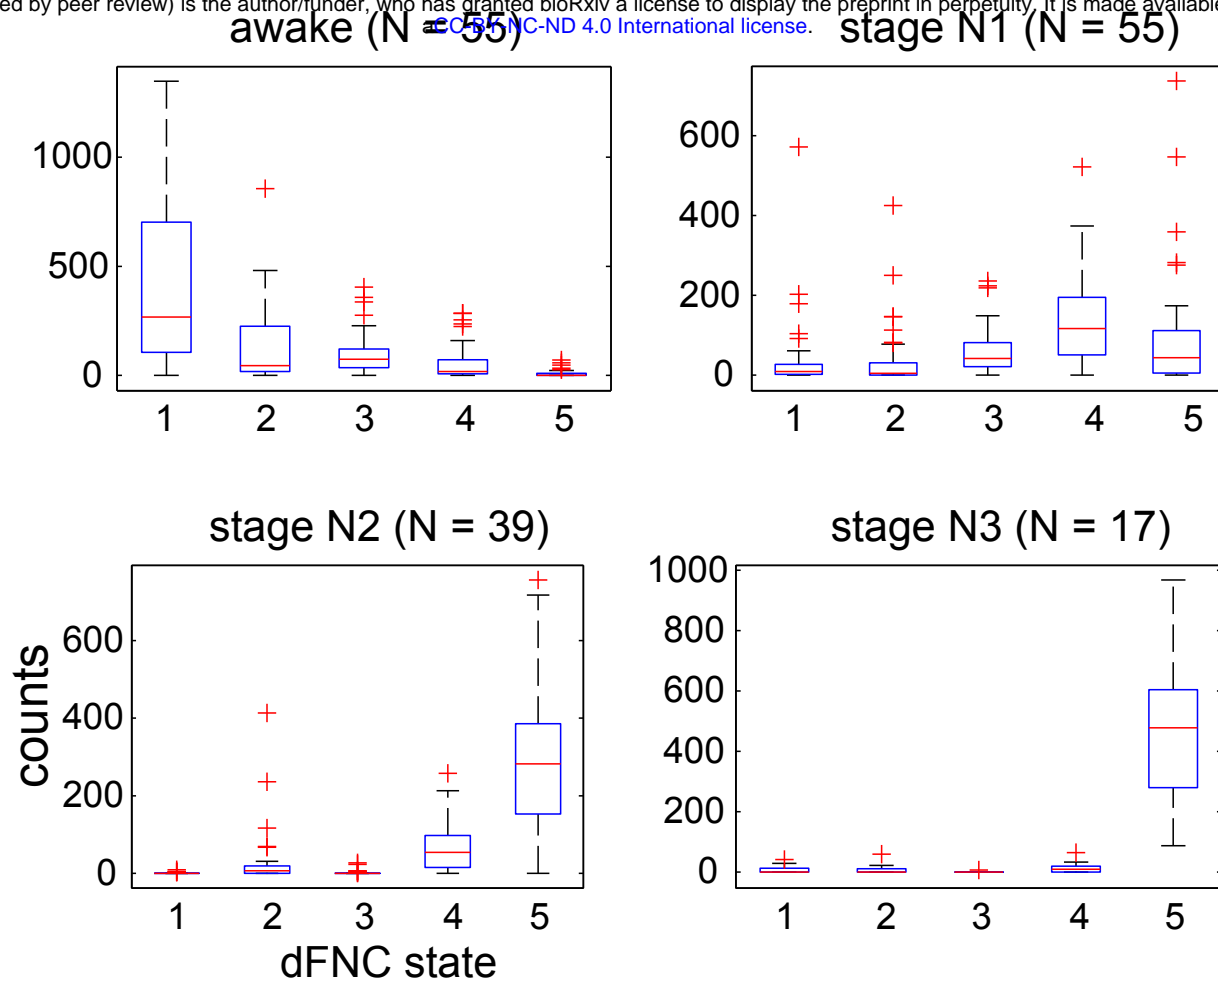 ed by peer review) is the author/funder, who has granted bioRxiv a license to display the preprint in perpetuity. It is made available
aCC-BY-NC-ND 4.0 International license.
awake (N = 55) stage N1 (N = 55)
1000
500
0
1 2 3 4 5
600
400
200
0
1 2 3 4 5
stage N2 (N = 39) stage N3 (N = 17)
counts
600
400
200
0
1 2 3 4 5
dFNC state
1000
800
600
400
200
0
1 2 3 4 5